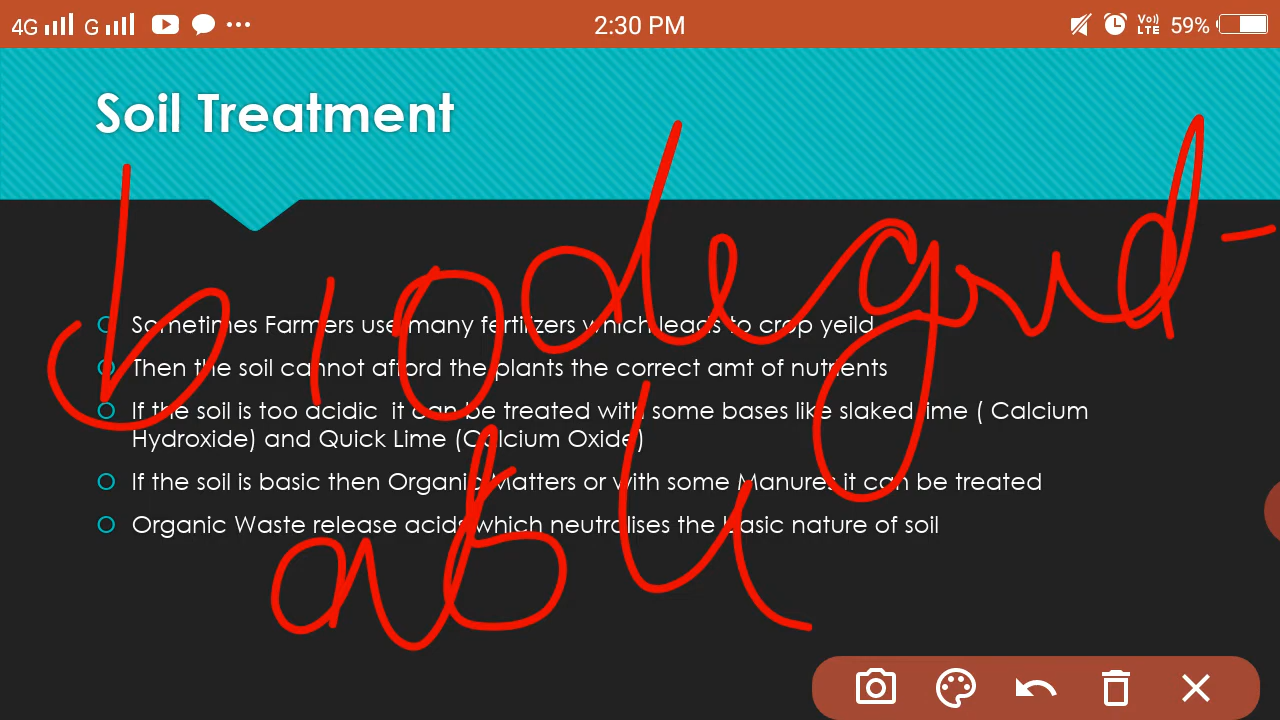 4G G 2:30 PM Vo)) LTE 59%
Soil Treatment
biodegrad-
Sometimes Farmers use many fertilizers which leads to crop yeild
Then the soil cannot afford the plants the correct amt of nutrients
If the soil is too acidic it can be treated with some bases like slaked lime ( Calcium
Hydroxide) and Quick Lime (Calcium Oxide)
If the soil is basic then Organic Matters or with some Manures it can be treated
Organic Waste release acids which neutralises the basic nature of soil
able